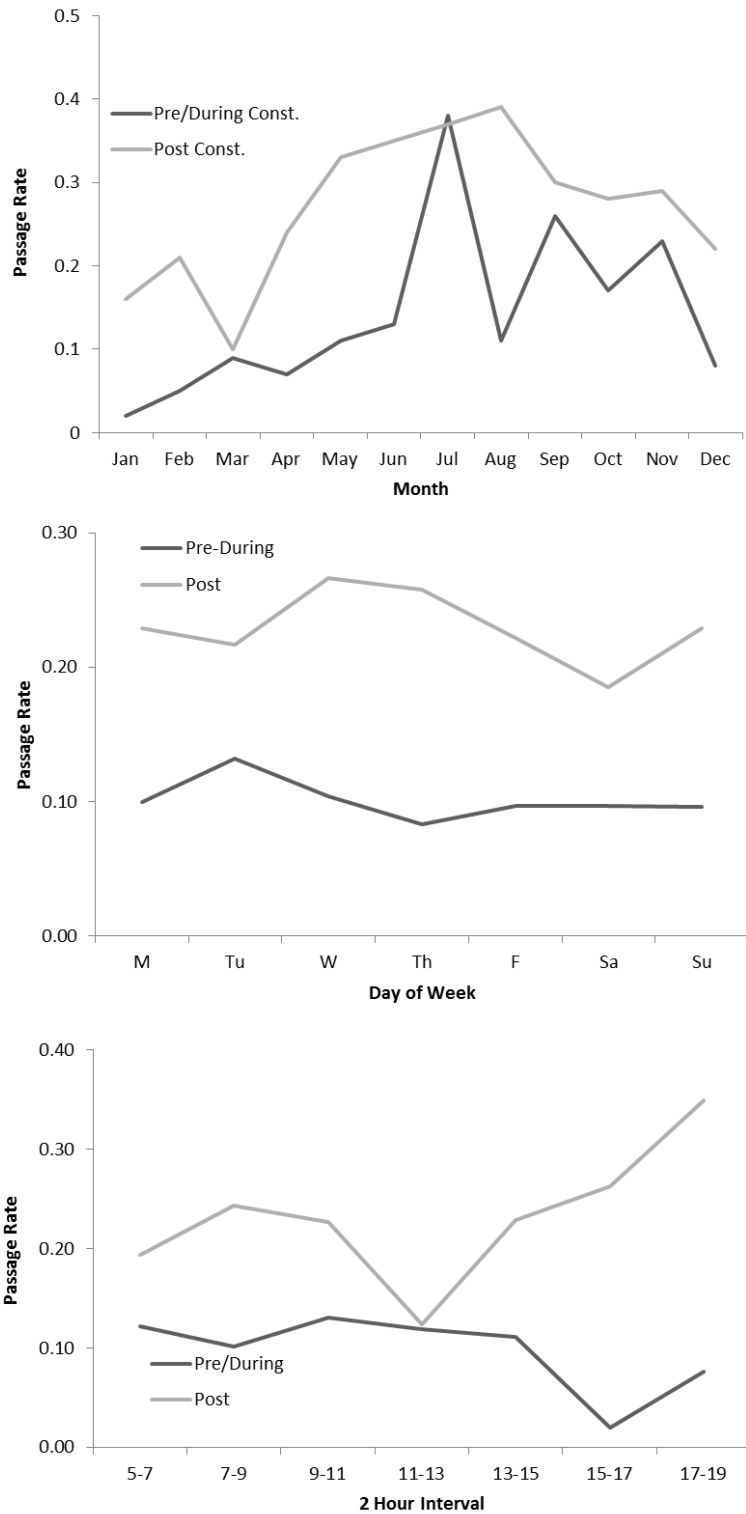 0.5
0.4
0.3
0.2
0.1
0
Passage Rate
Pre/During Const.
Post Const.
Jan Feb Mar Apr May Jun Jul Aug Sep Oct Nov Dec
Month
0.30
0.20
0.10
0.00
Passage Rate
Pre-During
Post
M Tu W Th F Sa Su
Day of Week
0.40
0.30
0.20
0.10
0.00
Passage Rate
Pre/During
Post
5-7 7-9 9-11 11-13 13-15 15-17 17-19
2 Hour Interval